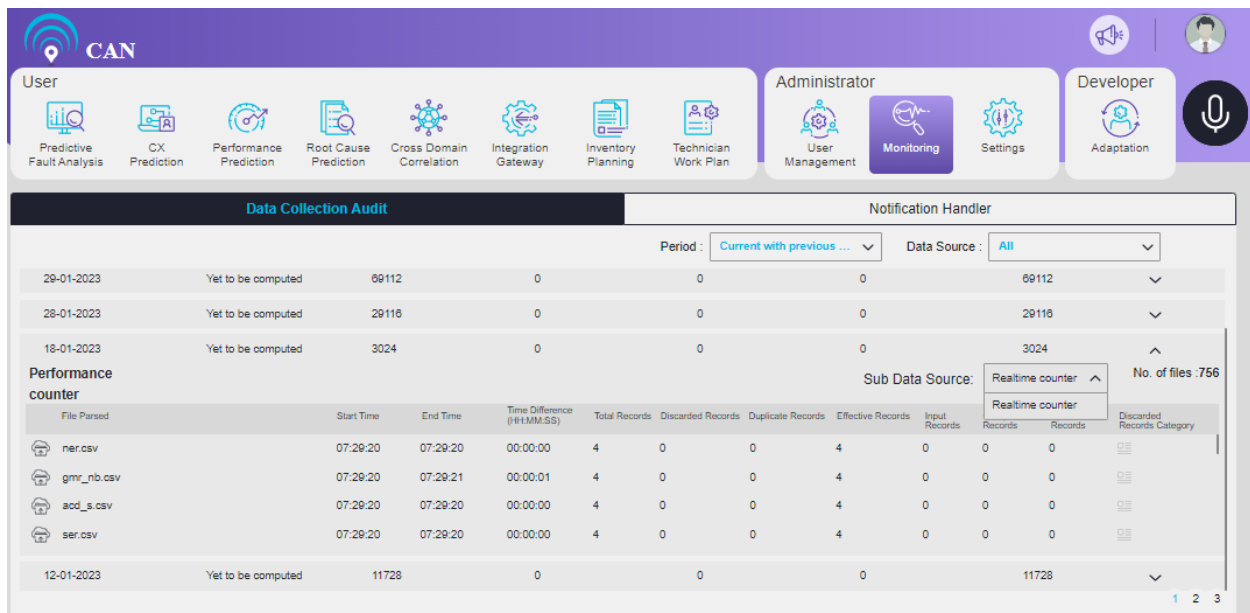 CAN
User
Administrator
Developer
Predictive
Fault Analysis
CX
Prediction
Performance
Prediction
Root Cause
Prediction
Cross Domain
Correlation
Integration
Gateway
Inventory
Planning
Technician
Work Plan
User
Management
Monitoring
Settings
Adaptation
Data Collection Audit
Notification Handler
Period : Current with previous ... Data Source : All
29-01-2023 Yet to be computed 69112 0 0 0 69112
28-01-2023 Yet to be computed 29116 0 0 0 29116
18-01-2023 Yet to be computed 3024 0 0 0 3024
Performance
counter
Sub Data Source: Realtime counter No. of files :756
Realtime counter
File Parsed Start Time End Time Time Difference
(HH:MM:SS) Total Records Discarded Records Duplicate Records Effective Records Input
Records Records Records Discarded
Records Category
ner.csv 07:29:20 07:29:20 00:00:00 4 0 0 4 0 0 0
gmr_nb.csv 07:29:20 07:29:21 00:00:01 4 0 0 4 0 0 0
acd_s.csv 07:29:20 07:29:20 00:00:00 4 0 0 4 0 0 0
ser.csv 07:29:20 07:29:20 00:00:00 4 0 0 4 0 0 0
12-01-2023 Yet to be computed 11728 0 0 0 11728
1 2 3